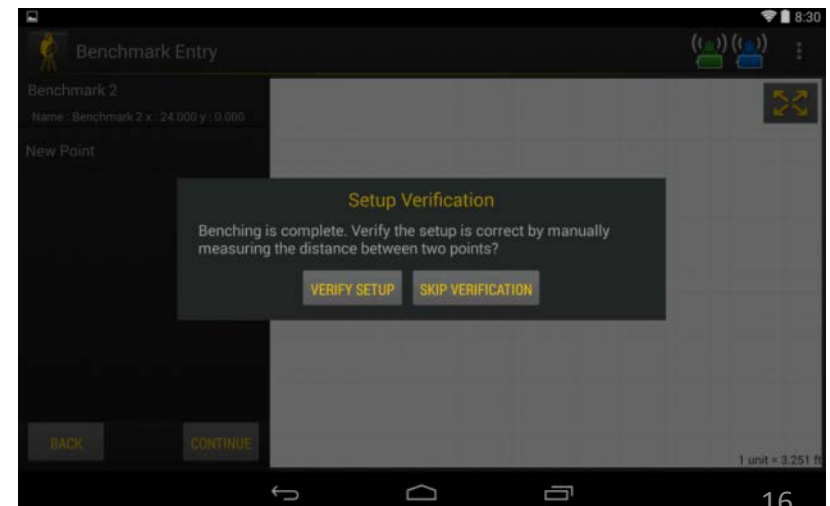 8:30
Benchmark Entry
Benchmark 2
Name : Benchmark 2 x : 24.000 y : 0.000
New Point
Setup Verification
Benching is complete. Verify the setup is correct by manually
measuring the distance between two points?
VERIFY SETUP SKIP VERIFICATION
BACK CONTINUE
1 unit = 3.251 ft
16